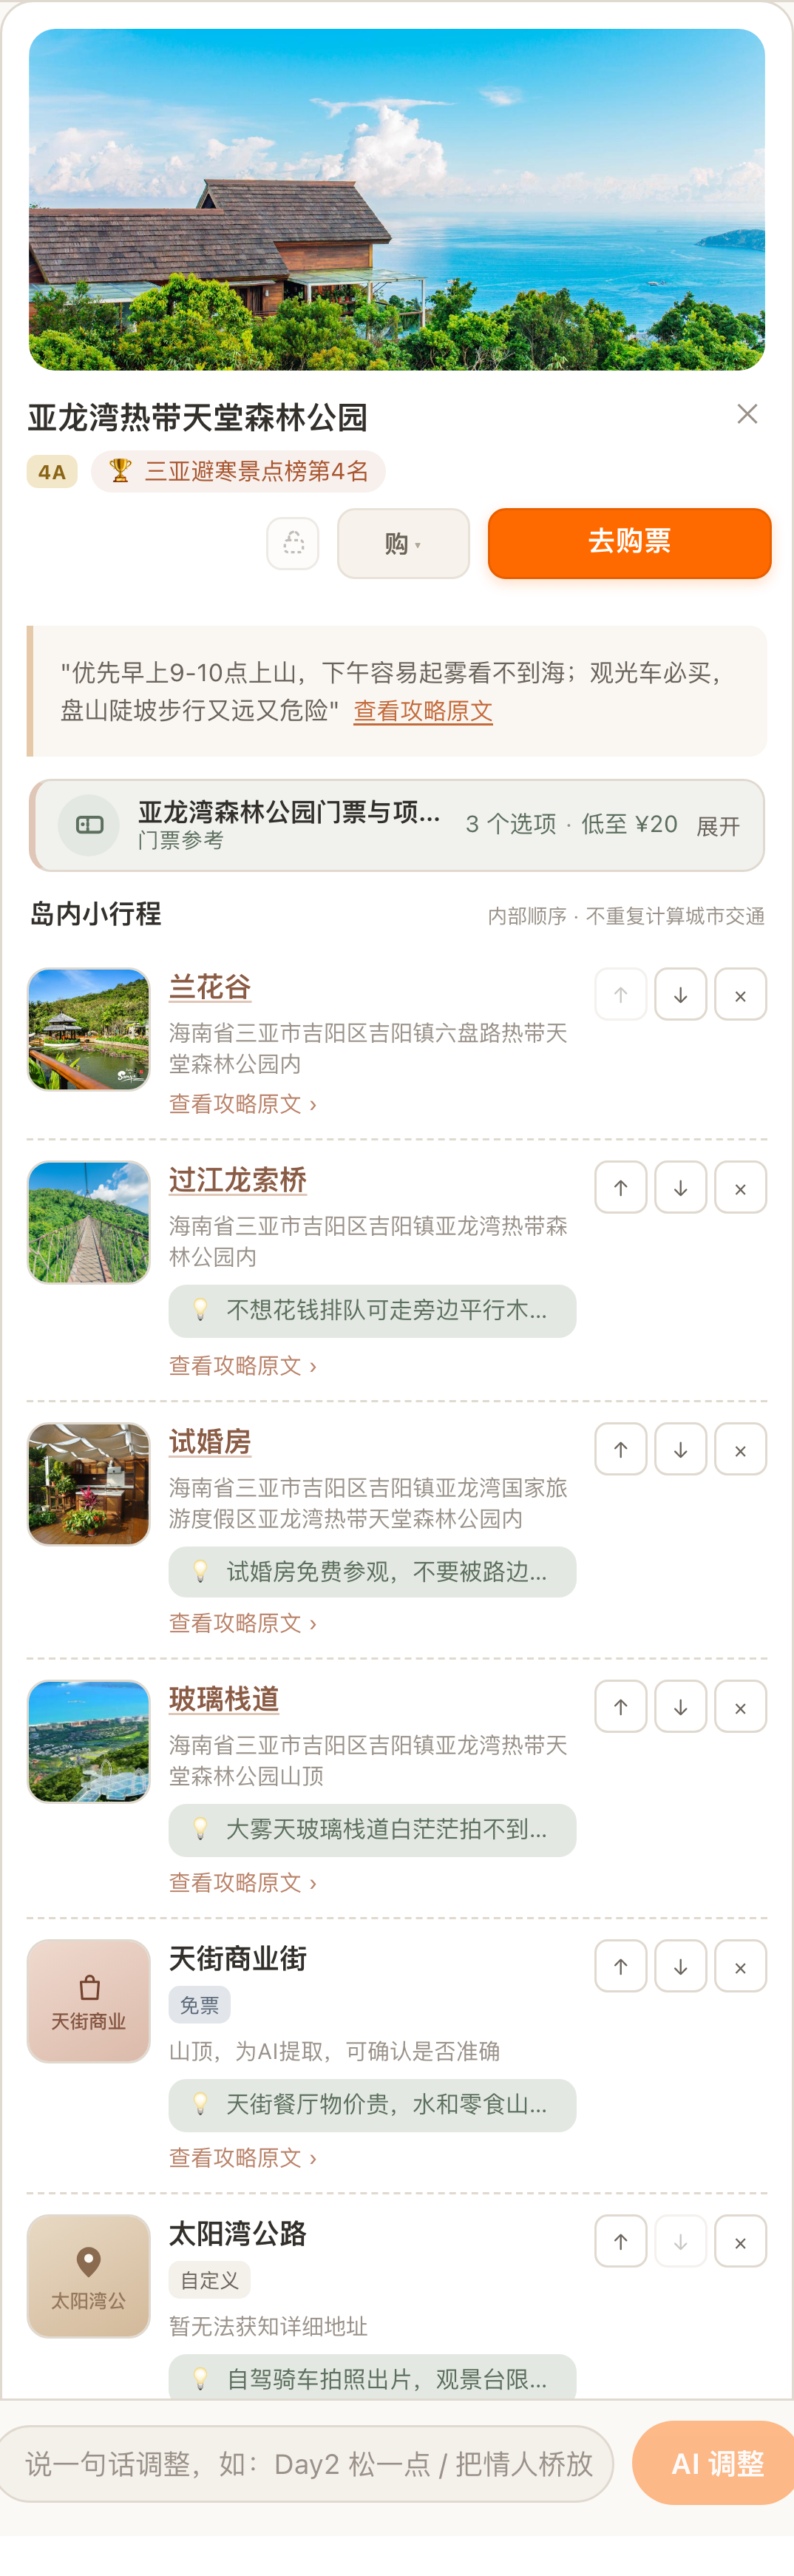 亚龙湾热带天堂森林公园
4A 三亚避寒景点榜第4名
购 去购票
"优先早上9-10点上山，下午容易起雾看不到海；观光车必买，
盘山陡坡步行又远又危险" 查看攻略原文
亚龙湾森林公园门票与项... 3 个选项 · 低至 ¥20 展开
门票参考
岛内小行程 内部顺序 · 不重复计算城市交通
兰花谷
海南省三亚市吉阳区吉阳镇六盘路热带天
堂森林公园内
查看攻略原文 ›
过江龙索桥
海南省三亚市吉阳区吉阳镇亚龙湾热带森
林公园内
不想花钱排队可走旁边平行木...
查看攻略原文 ›
试婚房
海南省三亚市吉阳区吉阳镇亚龙湾国家旅
游度假区亚龙湾热带天堂森林公园内
试婚房免费参观，不要被路边...
查看攻略原文 ›
玻璃栈道
海南省三亚市吉阳区吉阳镇亚龙湾热带天
堂森林公园山顶
大雾天玻璃栈道白茫茫拍不到...
查看攻略原文 ›
天街商业
天街商业街
免票
山顶，为AI提取，可确认是否准确
天街餐厅物价贵，水和零食山...
查看攻略原文 ›
太阳湾公
太阳湾公路
自定义
暂无法获知详细地址
自驾骑车拍照出片，观景台限...
说一句话调整，如：Day2 松一点 / 把情人桥放
AI 调整